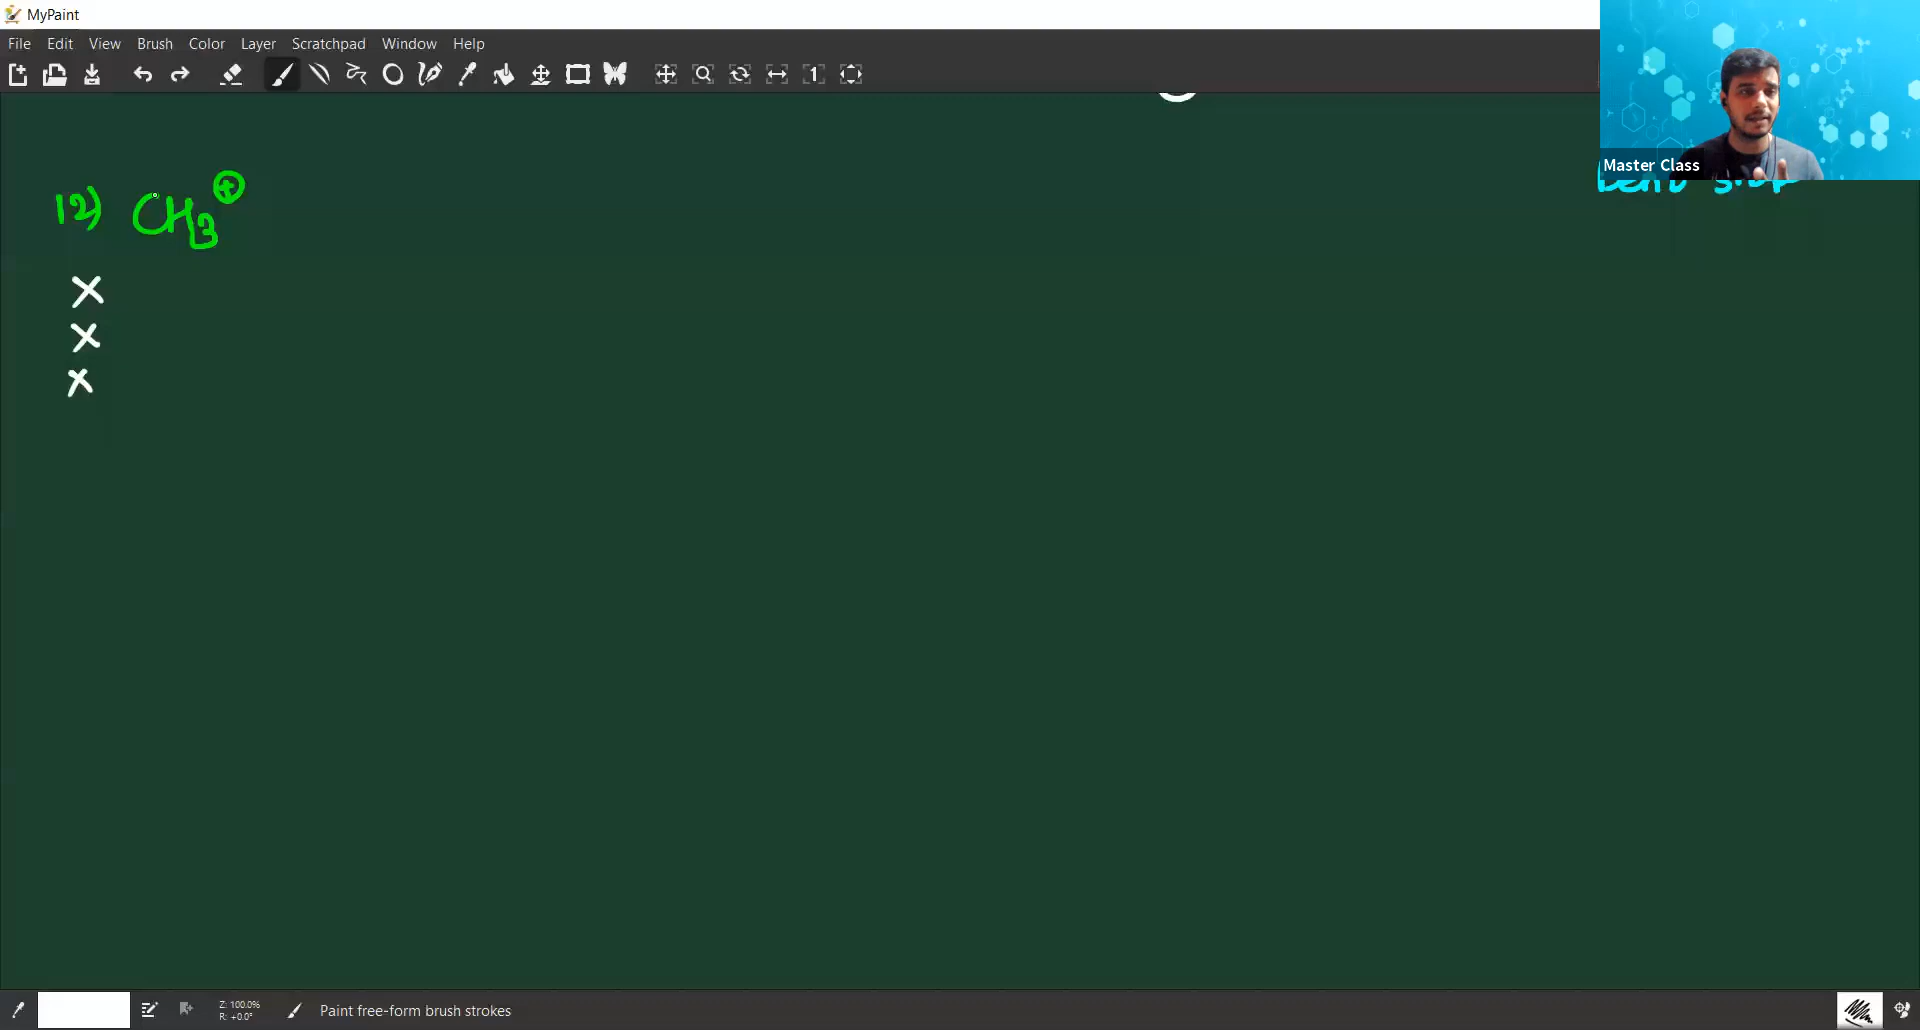 MyPaint
File Edit View Brush Color Layer Scratchpad Window Help
Master Class
12) CH₃⊕
X
X
X
Z: 100.0%
R: +0.0°
Paint free-form brush strokes